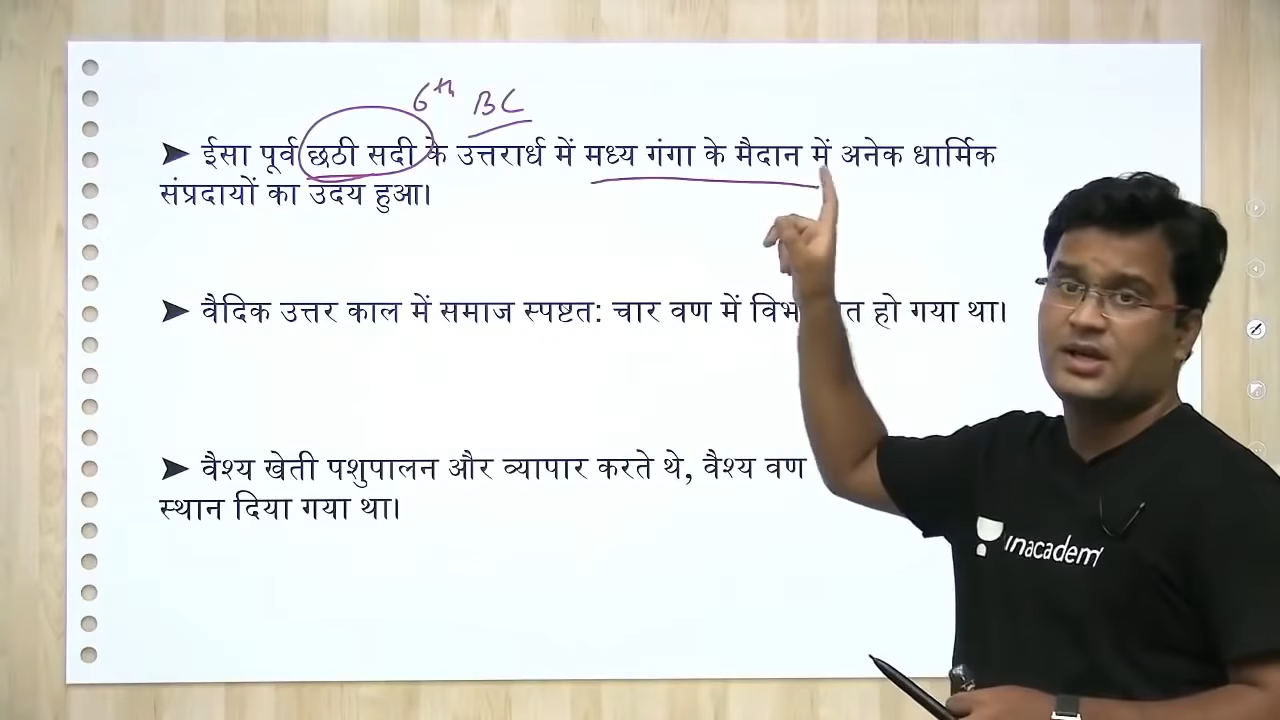 6th BC
➤ ईसा पूर्व छठी सदी के उत्तरार्ध में मध्य गंगा के मैदान में अनेक धार्मिक
संप्रदायों का उदय हुआ।
➤ वैदिक उत्तर काल में समाज स्पष्टत: चार वण में हो गया था।
➤ वैश्य खेती पशुपालन और व्यापार करते थे, वैश्य वण
स्थान दिया गया था।
unacademy